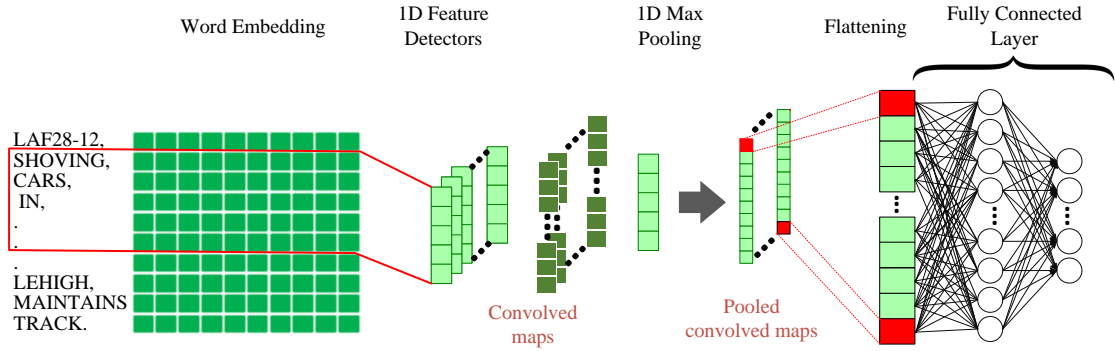 Word Embedding
1D Feature
Detectors
1D Max
Pooling
Flattening
Fully Connected
Layer
LAF28-12,
SHOVING,
CARS,
IN,
.
.
.
LEHIGH,
MAINTAINS
TRACK.
Convolved
maps
Pooled
convolved maps